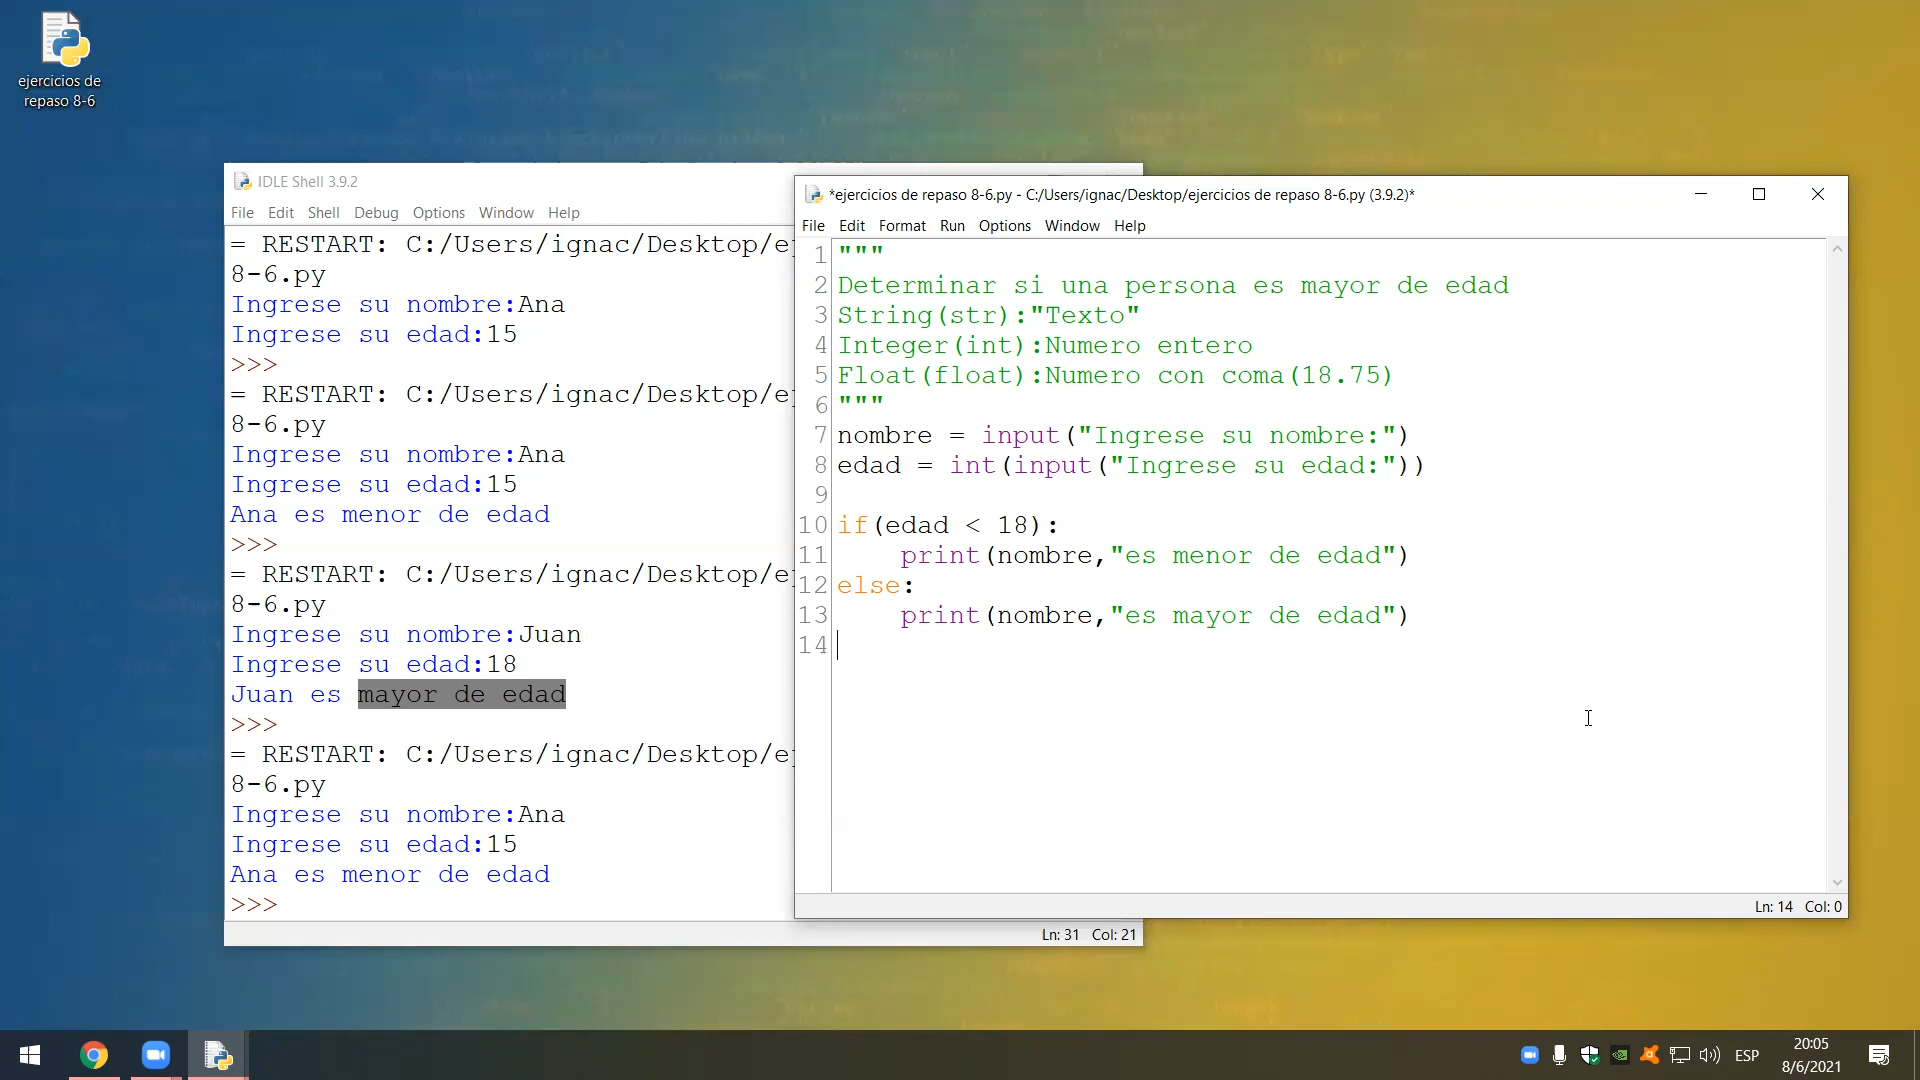 ejercicios de
repaso 8-6
IDLE Shell 3.9.2
File Edit Shell Debug Options Window Help
= RESTART: C:/Users/ignac/Desktop/e
8-6.py
Ingrese su nombre:Ana
Ingrese su edad:15
>>>
= RESTART: C:/Users/ignac/Desktop/e
8-6.py
Ingrese su nombre:Ana
Ingrese su edad:15
Ana es menor de edad
>>>
= RESTART: C:/Users/ignac/Desktop/e
8-6.py
Ingrese su nombre:Juan
Ingrese su edad:18
Juan es mayor de edad
>>>
= RESTART: C:/Users/ignac/Desktop/e
8-6.py
Ingrese su nombre:Ana
Ingrese su edad:15
Ana es menor de edad
>>>
Ln: 31 Col: 21
*ejercicios de repaso 8-6.py - C:/Users/ignac/Desktop/ejercicios de repaso 8-6.py (3.9.2)*
File Edit Format Run Options Window Help
1 """
2 Determinar si una persona es mayor de edad
3 String(str):"Texto"
4 Integer(int):Numero entero
5 Float(float):Numero con coma(18.75)
6 """
7 nombre = input("Ingrese su nombre:")
8 edad = int(input("Ingrese su edad:"))
9
10 if(edad < 18):
11     print(nombre,"es menor de edad")
12 else:
13     print(nombre,"es mayor de edad")
14
Ln: 14 Col: 0
ESP
20:05
8/6/2021